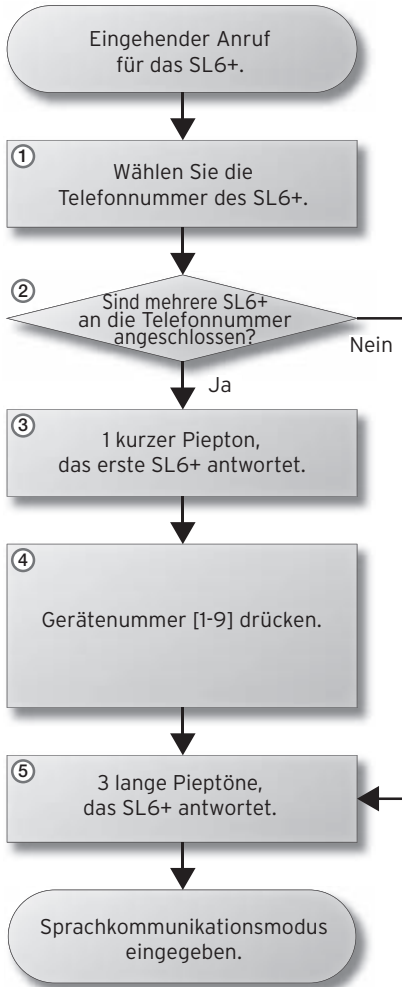 Eingehender Anruf
für das SL6+.
①
Wählen Sie die
Telefonnummer des SL6+.
②
Sind mehrere SL6+
an die Telefonnummer
angeschlossen?
Nein
Ja
③
1 kurzer Piepton,
das erste SL6+ antwortet.
④
Gerätenummer [1-9] drücken.
⑤
3 lange Pieptöne,
das SL6+ antwortet.
Sprachkommunikationsmodus
eingegeben.